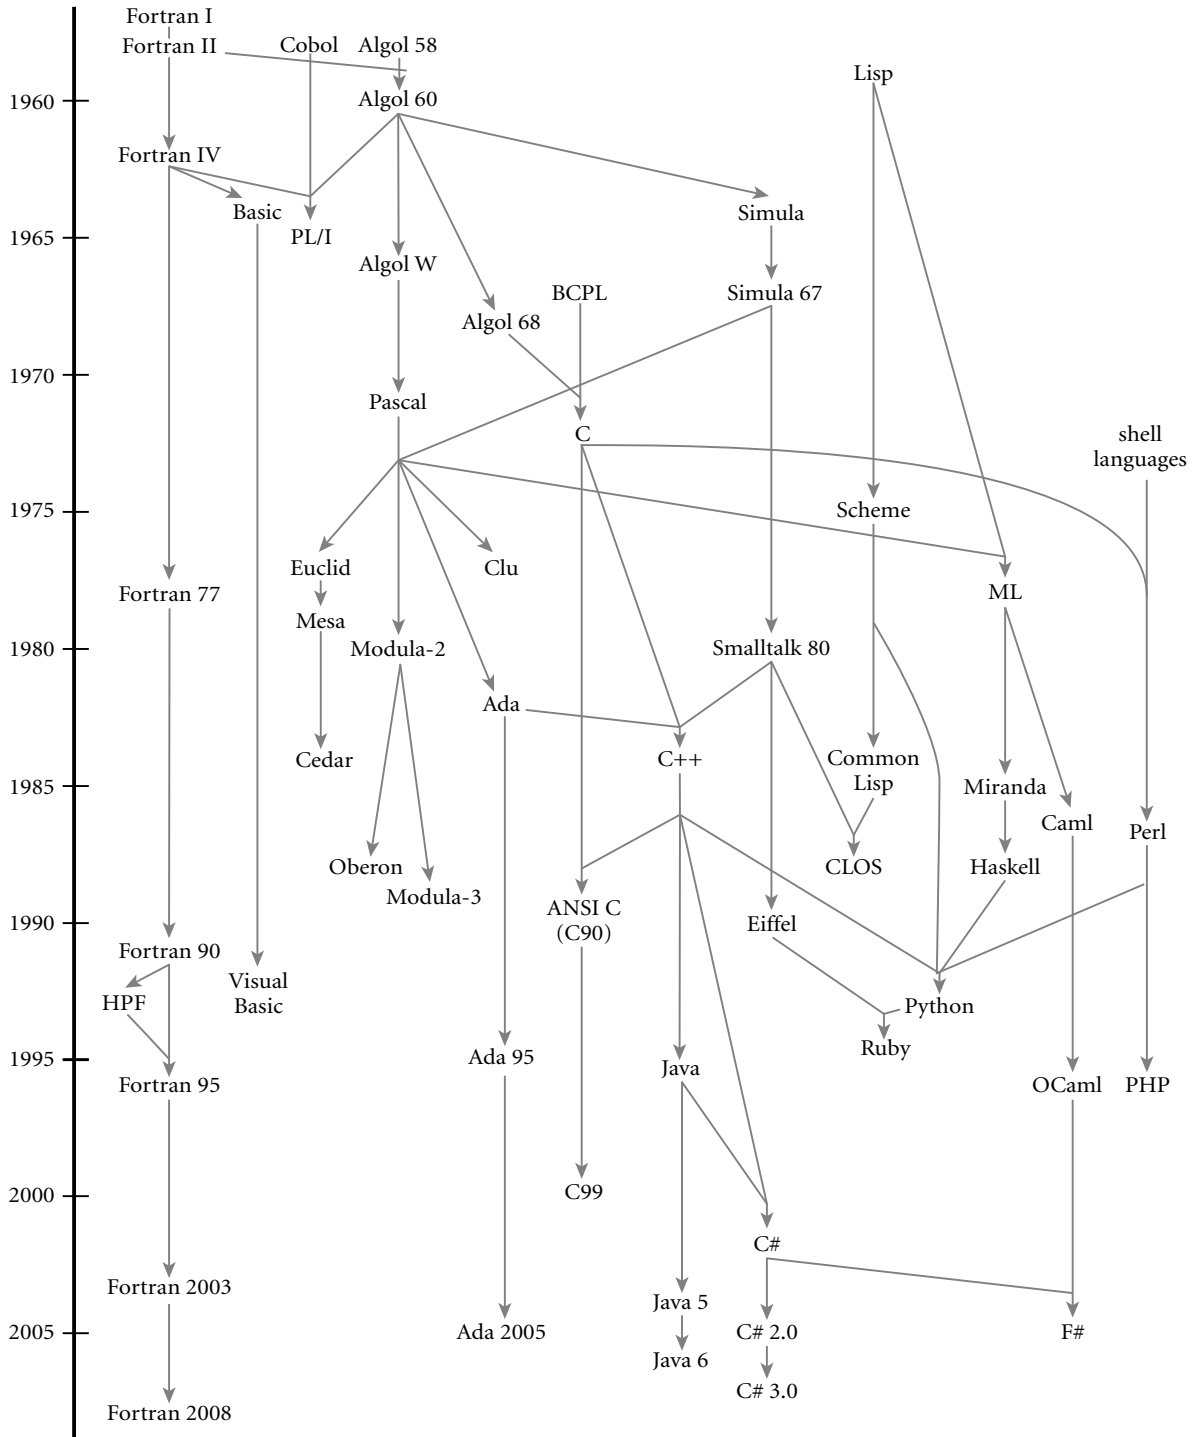 Fortran I
Fortran II
Cobol
Algol 58
Lisp
1960
Algol 60
Fortran IV
Basic
Simula
PL/I
1965
Algol W
BCPL
Simula 67
Algol 68
1970
Pascal
C
shell
languages
1975
Scheme
Euclid
Clu
Fortran 77
ML
Mesa
1980
Modula-2
Smalltalk 80
Ada
Cedar
C++
Common
Lisp
1985
Miranda
Caml
Perl
Oberon
CLOS
Haskell
Modula-3
ANSI C
(C90)
1990
Eiffel
Fortran 90
Visual
Basic
HPF
Python
Ruby
1995
Ada 95
Java
Fortran 95
OCaml
PHP
2000
C99
C#
Fortran 2003
Java 5
2005
Ada 2005
C# 2.0
F#
Java 6
C# 3.0
Fortran 2008